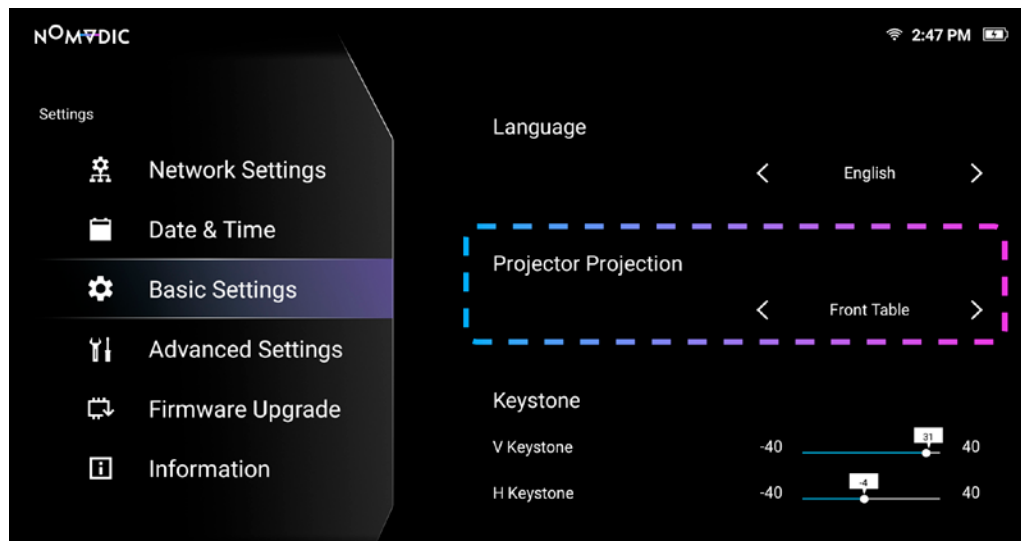 NOMADIC
2:47 PM
Settings
Network Settings
Date & Time
Basic Settings
Advanced Settings
Firmware Upgrade
Information
Language
English
Projector Projection
Front Table
Keystone
V Keystone -40 31 40
H Keystone -40 -4 40